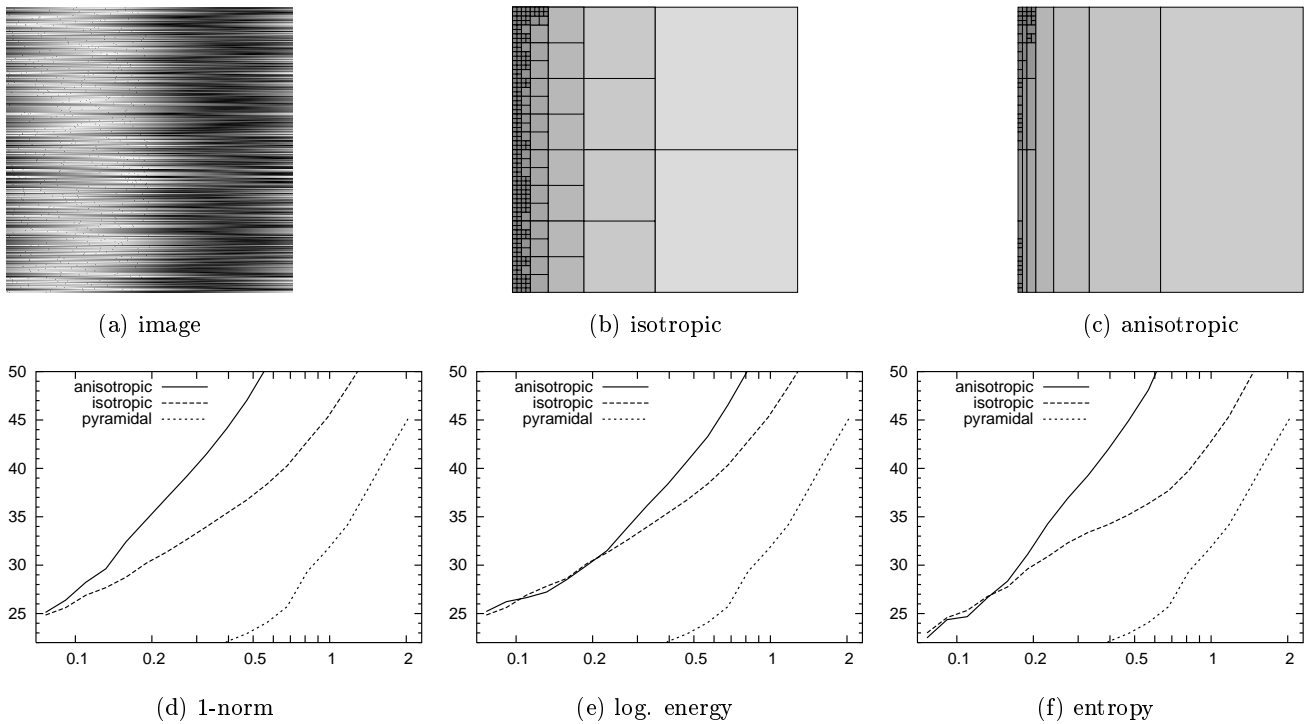 (a) image
(b) isotropic
(c) anisotropic
50
45
40
35
30
25
anisotropic
isotropic
pyramidal
0.1 0.2 0.5 1 2
(d) 1-norm
50
45
40
35
30
25
anisotropic
isotropic
pyramidal
0.1 0.2 0.5 1 2
(e) log. energy
50
45
40
35
30
25
anisotropic
isotropic
pyramidal
0.1 0.2 0.5 1 2
(f) entropy